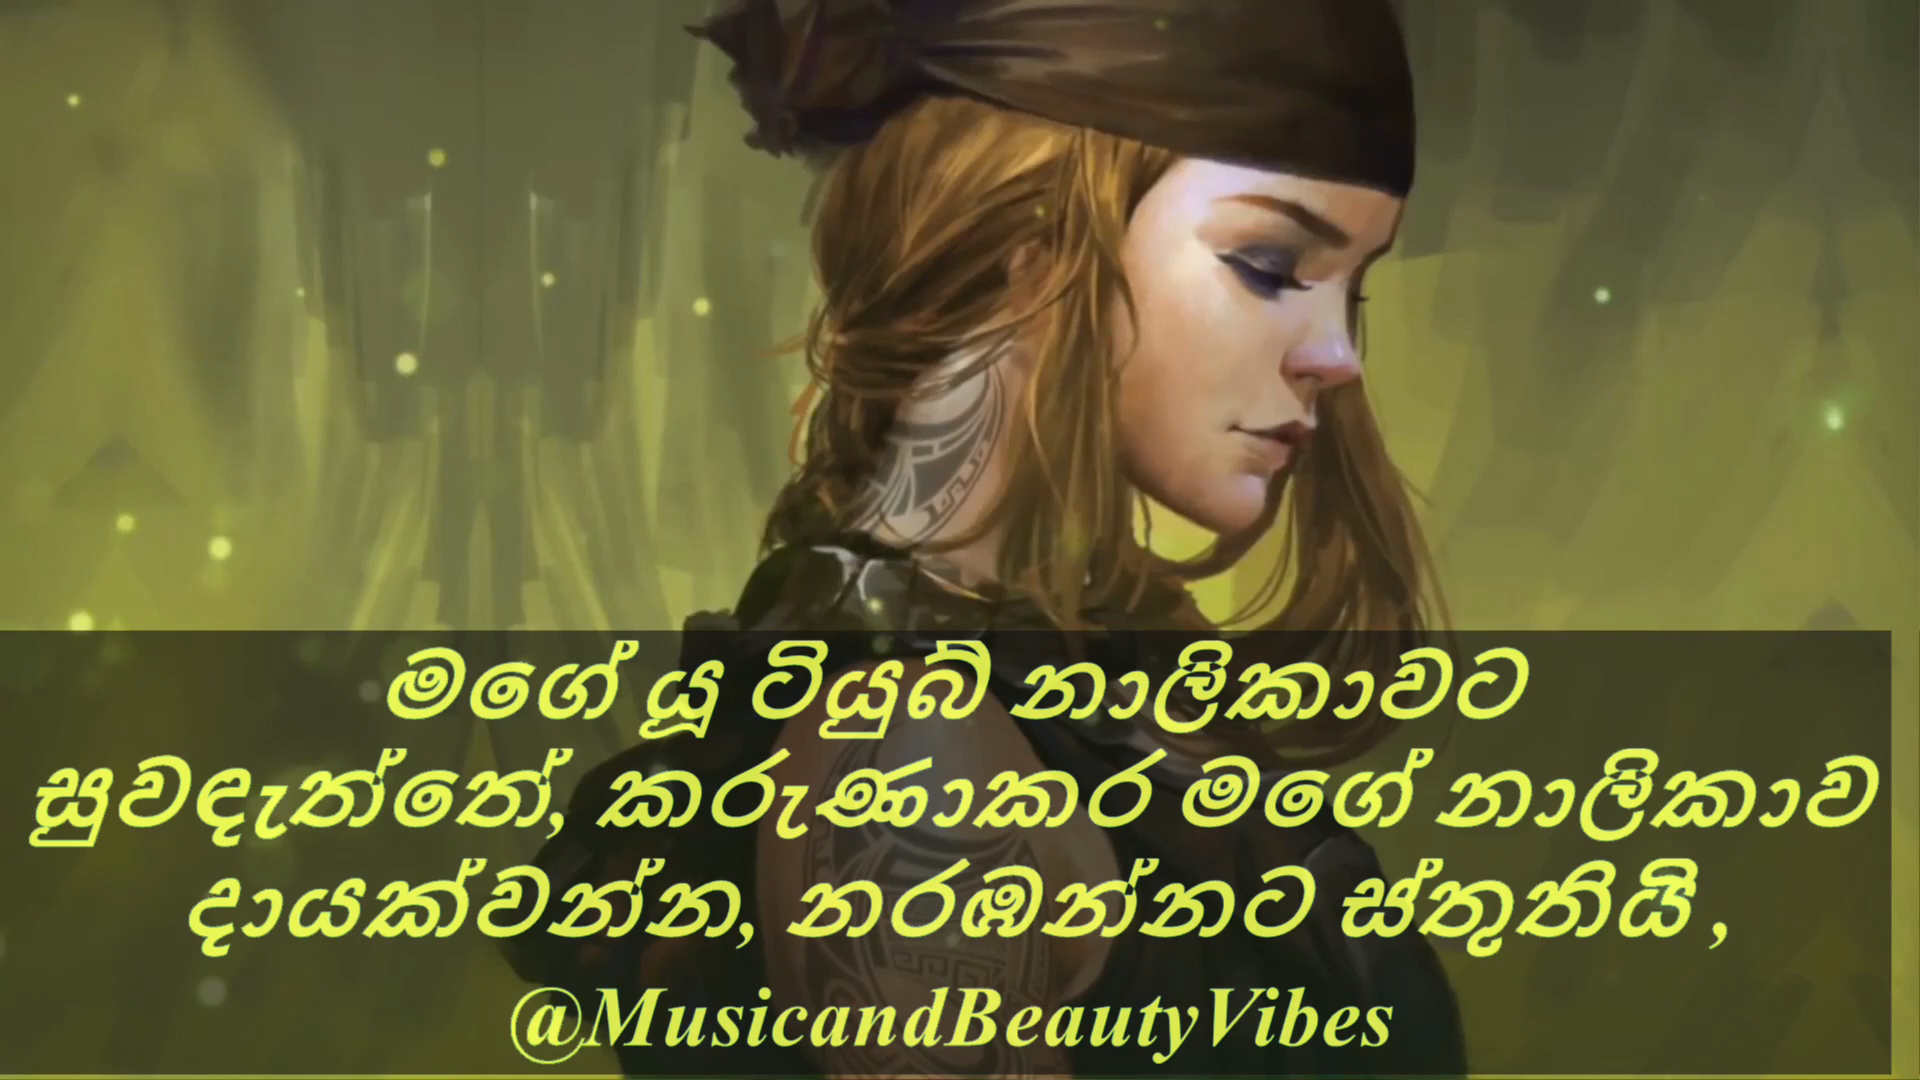 මගේ යූ ටියුබ් නාලිකාවට
සුවඳැත්තේ, කරුණාකර මගේ නාලිකාව
දායක්වන්න, නරඹන්නට ස්තූතියි ,
@MusicandBeautyVibes